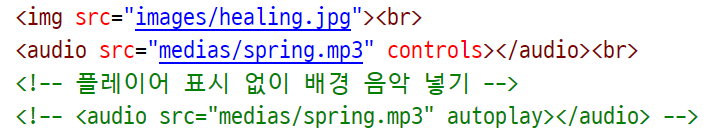 <img src="images/healing.jpg"><br>
<audio src="medias/spring.mp3" controls></audio><br>
<!-- 플레이어 표시 없이 배경 음악 넣기 -->
<!-- <audio src="medias/spring.mp3" autoplay></audio> -->